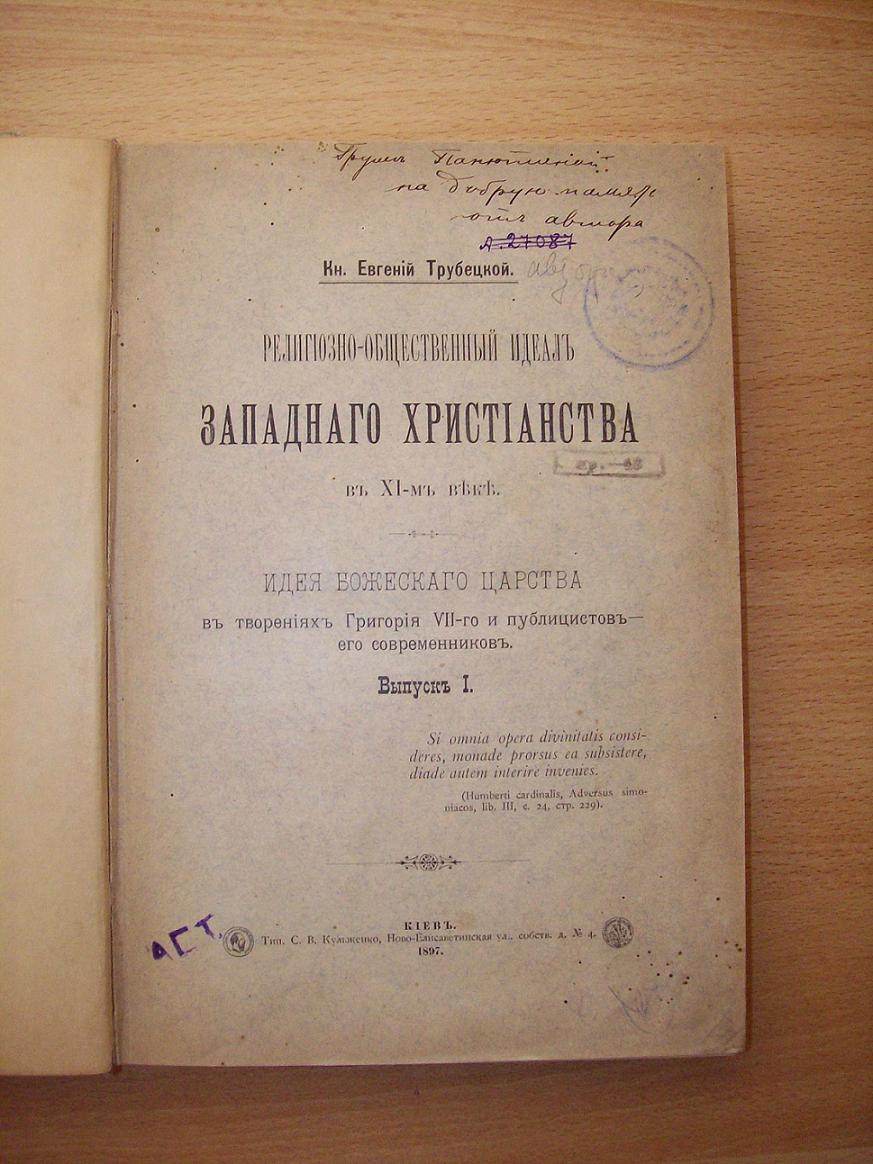 на добрую память
отъ автора
А. 27087
Кн. Евгеній Трубецкой.
РЕЛИГІОЗНО-ОБЩЕСТВЕННЫЙ ИДЕАЛЪ
ЗАПАДНАГО ХРИСТІАНСТВА
въ XI-мъ вѣкѣ.
ИДЕЯ БОЖЕСКАГО ЦАРСТВА
въ твореніяхъ Григорія VII-го и публицистовъ—
его современниковъ.
Выпускъ I.
Si omnia opera divinitatis consi-
deres, monade prorsus ea subsistere,
diade autem interire invenies.
(Humberti cardinalis, Adversus simo-
niacos, lib. III, c. 24, стр. 229).
КІЕВЪ.
Тип. С. В. Кульженко, Ново-Елисаветинская ул., собств. д. № 4.
1897.